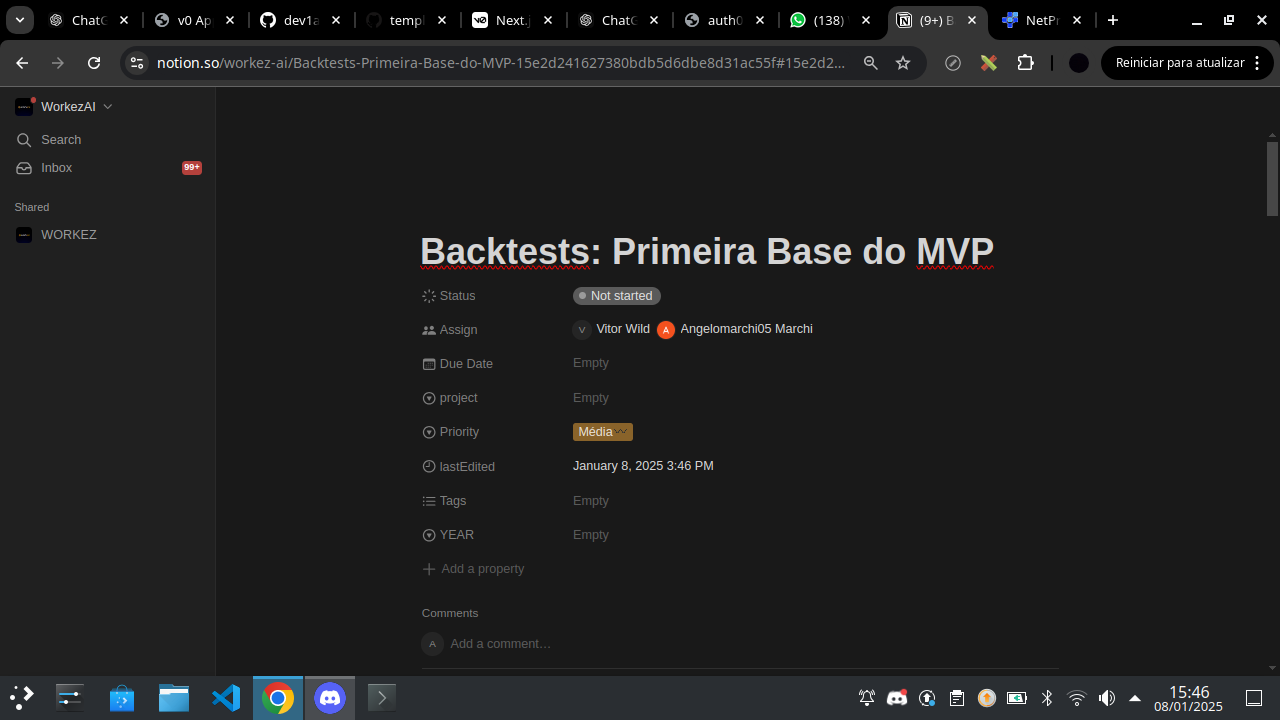 ChatG
v0 Ap
dev1a
templ
Next.j
ChatG
auth0
(138)
(9+) B
NetPr
notion.so/workez-ai/Backtests-Primeira-Base-do-MVP-15e2d241627380bdb5d6dbe8d31ac55f#15e2d2...
Reiniciar para atualizar
WorkezAI
Search
Inbox
99+
Shared
WORKEZ
Backtests: Primeira Base do MVP
Status Not started
Assign V Vitor Wild A Angelomarchi05 Marchi
Due Date Empty
project Empty
Priority Média
lastEdited January 8, 2025 3:46 PM
Tags Empty
YEAR Empty
Add a property
Comments
A Add a comment…
15:46
08/01/2025